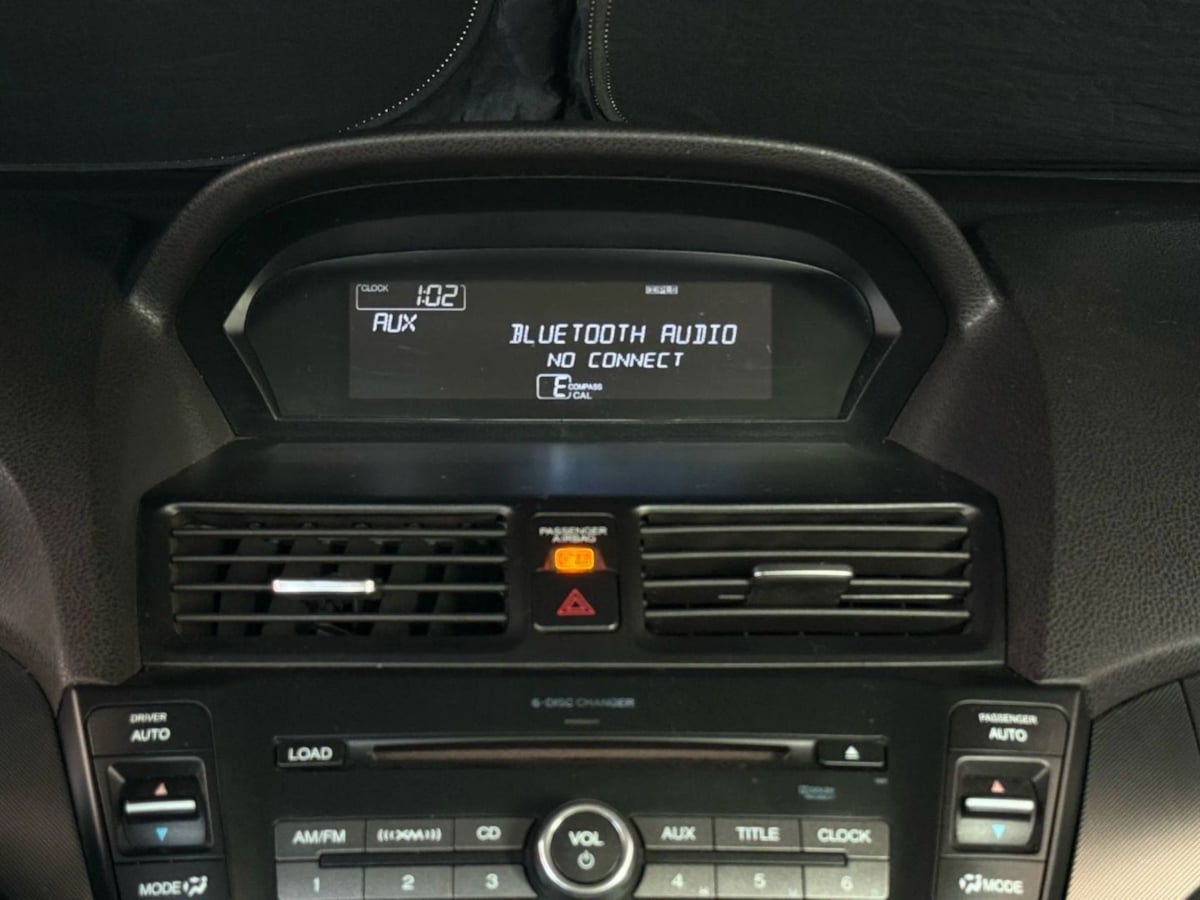 CLOCK 1:02
AUX
BLUETOOTH AUDIO
NO CONNECT
E COMPASS
CAL
PASSENGER
AIRBAG
6-DISC CHANGER
DRIVER
AUTO
PASSENGER
AUTO
LOAD
AM/FM XM CD VOL AUX TITLE CLOCK
1 2 3 4 5 6
MODE
MODE